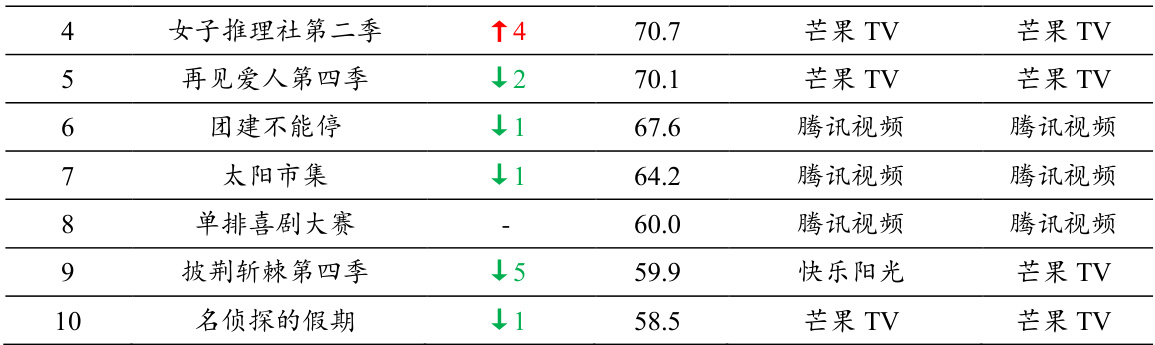 4 女子推理社第二季 ↑4 70.7 芒果 TV 芒果 TV
5 再见爱人第四季 ↓2 70.1 芒果 TV 芒果 TV
6 团建不能停 ↓1 67.6 腾讯视频 腾讯视频
7 太阳市集 ↓1 64.2 腾讯视频 腾讯视频
8 单排喜剧大赛 - 60.0 腾讯视频 腾讯视频
9 披荆斩棘第四季 ↓5 59.9 快乐阳光 芒果 TV
10 名侦探的假期 ↓1 58.5 芒果 TV 芒果 TV